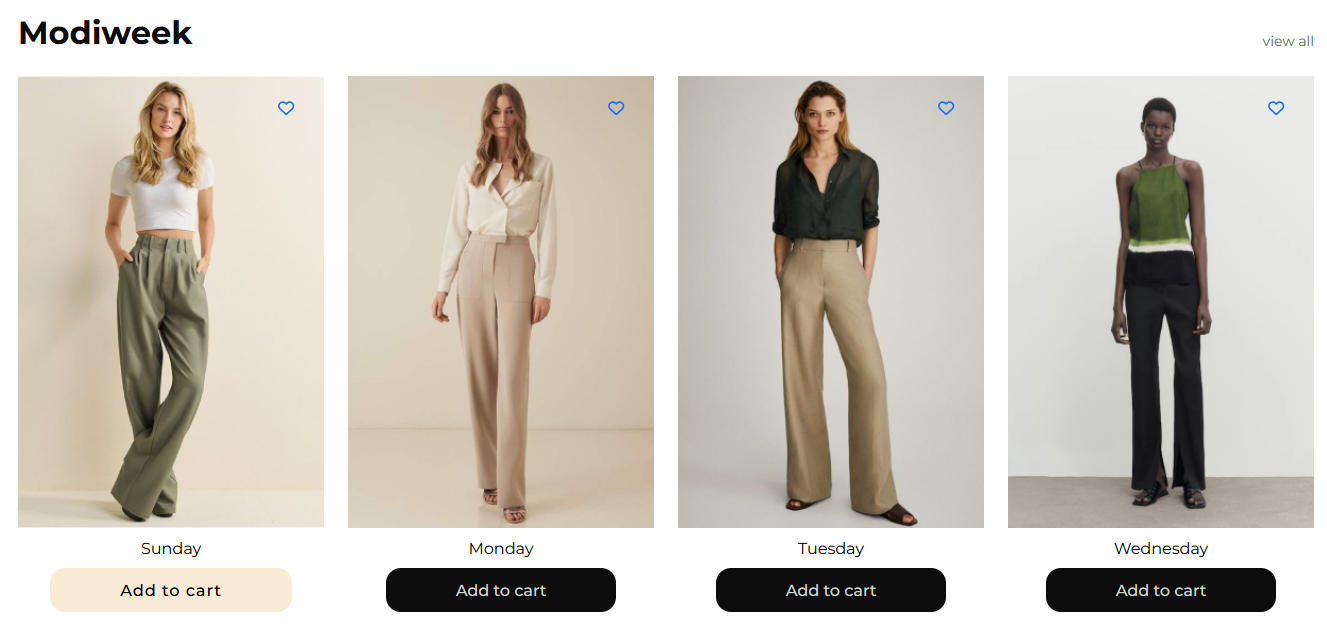 Modiweek
view all
Sunday
Monday
Tuesday
Wednesday
Add to cart
Add to cart
Add to cart
Add to cart